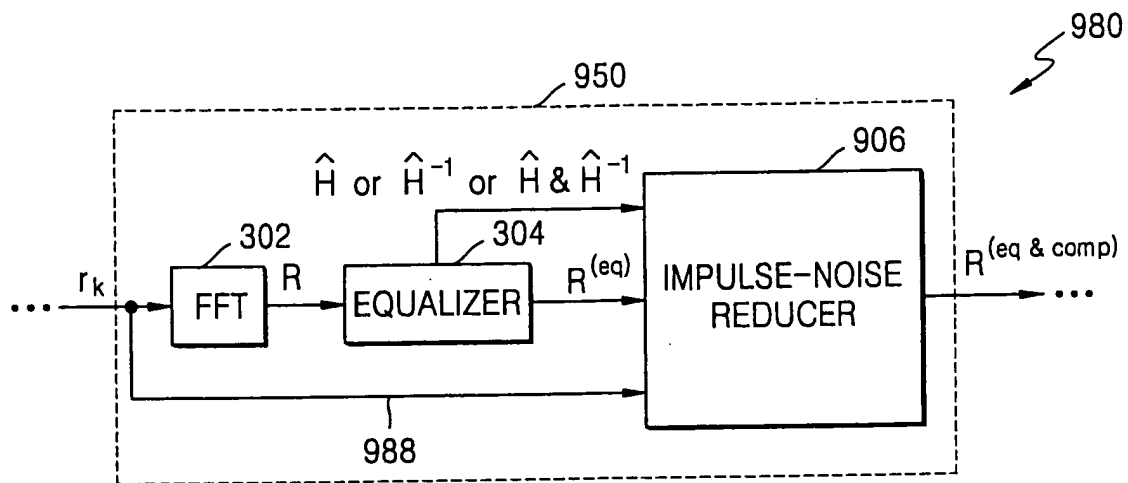 980
950
906
Ĥ or Ĥ⁻¹ or Ĥ & Ĥ⁻¹
302
304
r_k
R
R^(eq)
R^(eq & comp)
... FFT EQUALIZER IMPULSE-NOISE
REDUCER ...
988